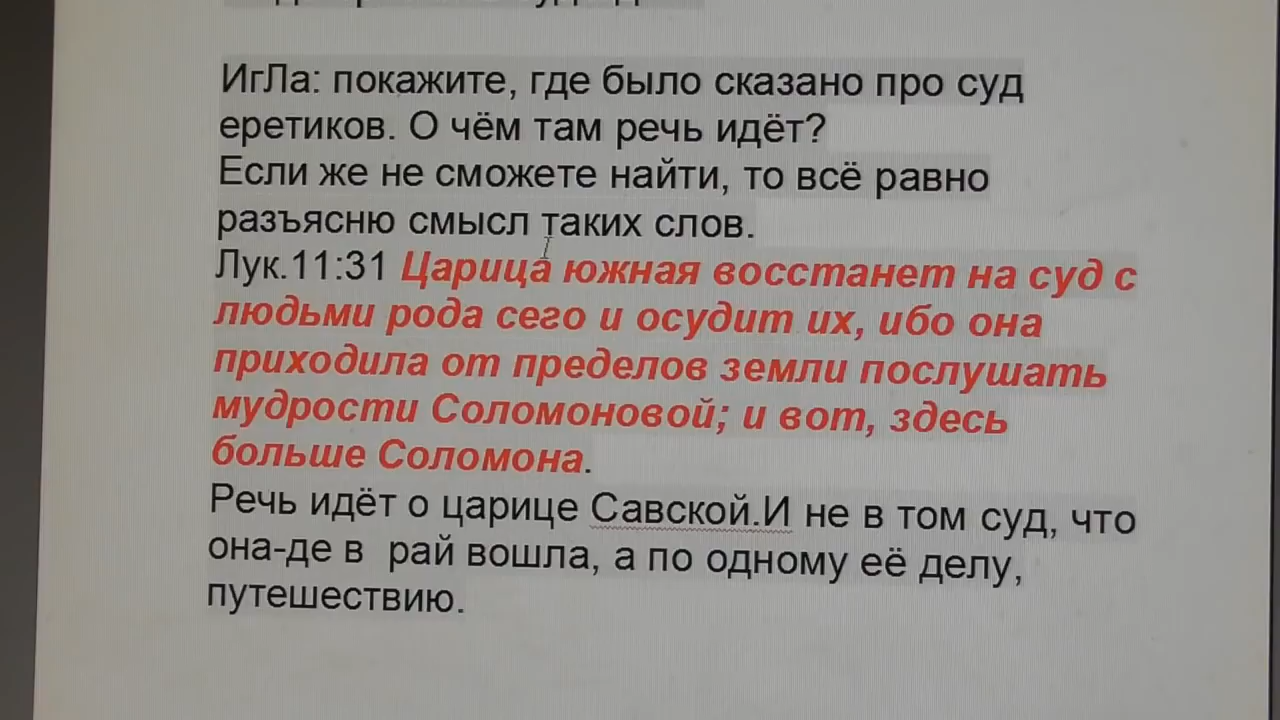 ИгЛа: покажите, где было сказано про суд
еретиков. О чём там речь идёт?
Если же не сможете найти, то всё равно
разъясню смысл таких слов.
Лук.11:31 Царица южная восстанет на суд с
людьми рода сего и осудит их, ибо она
приходила от пределов земли послушать
мудрости Соломоновой; и вот, здесь
больше Соломона.
Речь идёт о царице Савской.И не в том суд, что
она-де в рай вошла, а по одному её делу,
путешествию.